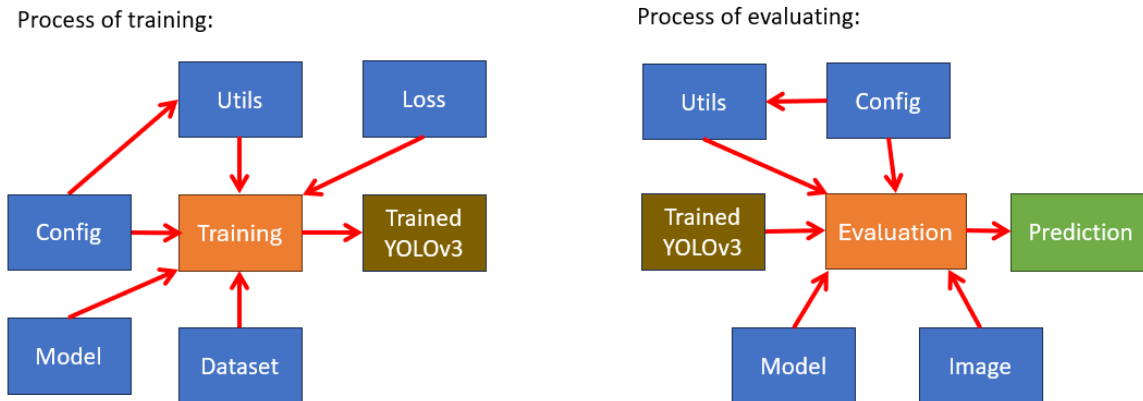 Process of training:
Utils
Loss
Config
Training
Trained
YOLOv3
Model
Dataset
Process of evaluating:
Utils
Config
Trained
YOLOv3
Evaluation
Prediction
Model
Image